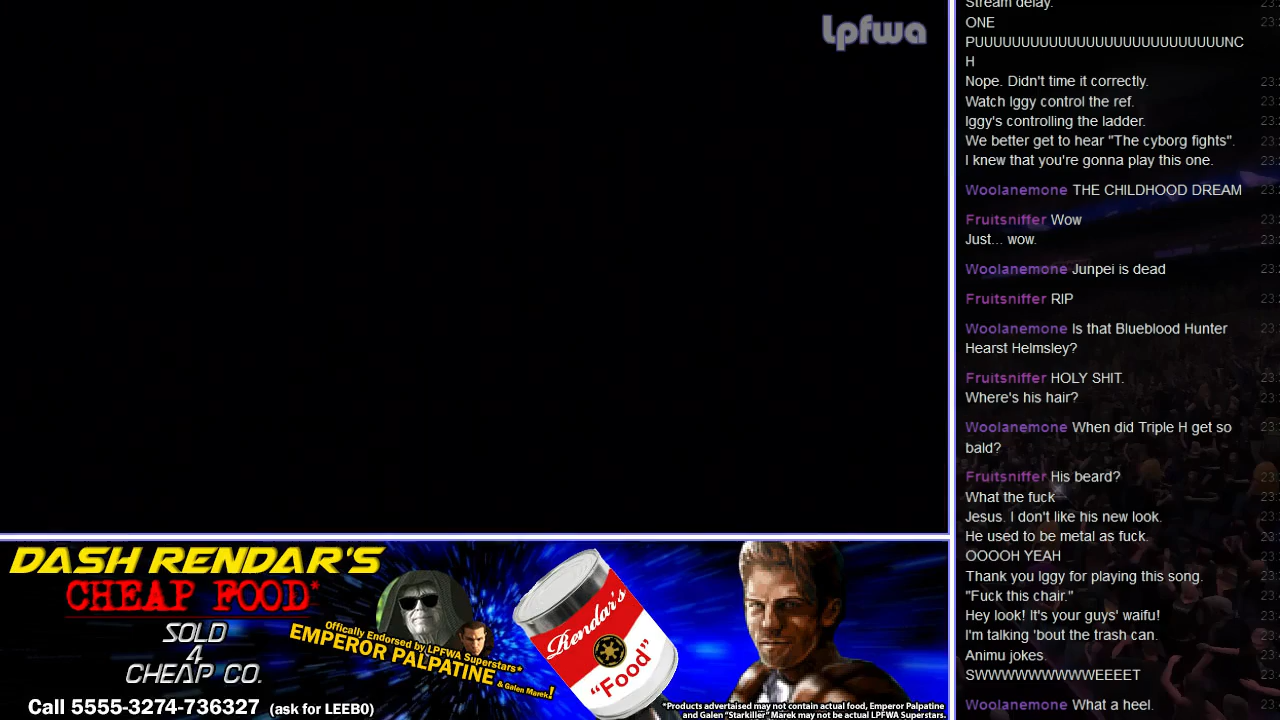 lpfwa
Stream delay.
ONE
PUUUUUUUUUUUUUUUUUUUUUUUUUUNC
H
Nope. Didn't time it correctly.
Watch Iggy control the ref.
Iggy's controlling the ladder.
We better get to hear "The cyborg fights".
I knew that you're gonna play this one.
Woolanemone THE CHILDHOOD DREAM
Fruitsniffer Wow
Just... wow.
Woolanemone Junpei is dead
Fruitsniffer RIP
Woolanemone Is that Blueblood Hunter
Hearst Helmsley?
Fruitsniffer HOLY SHIT.
Where's his hair?
Woolanemone When did Triple H get so
bald?
Fruitsniffer His beard?
What the fuck
Jesus. I don't like his new look.
He used to be metal as fuck.
OOOOH YEAH
Thank you Iggy for playing this song.
"Fuck this chair."
Hey look! It's your guys' waifu!
I'm talking 'bout the trash can.
Animu jokes.
SWWWWWWWWWEEEET
Woolanemone What a heel.
DASH RENDAR'S
CHEAP FOOD*
SOLD
4
CHEAP CO.
Call 5555-3274-736327 (ask for LEEB0)
Offically Endorsed by LPFWA Superstars*
EMPEROR PALPATINE
& Galen Marek!
Rendar's
"Food"
*Products advertaised may not contain actual food, Emperor Palpatine
and Galen "Starkiller" Marek may not be actual LPFWA Superstars.